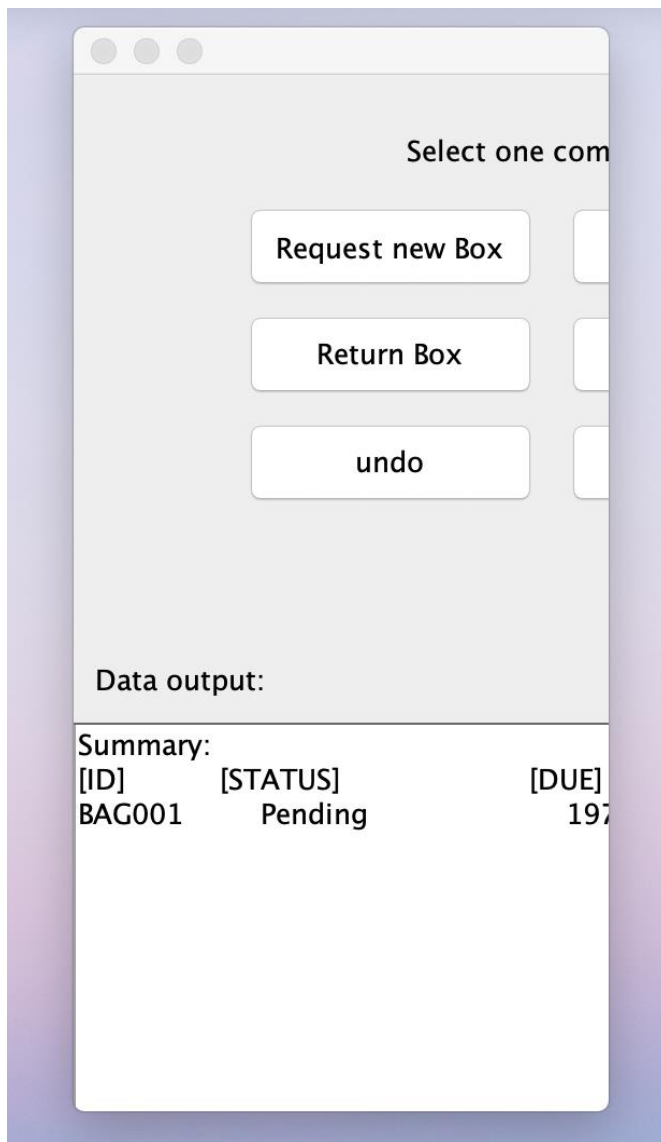 Select one com
Request new Box
Return Box
undo
Data output:
Summary:
[ID] [STATUS] [DUE]
BAG001 Pending 197